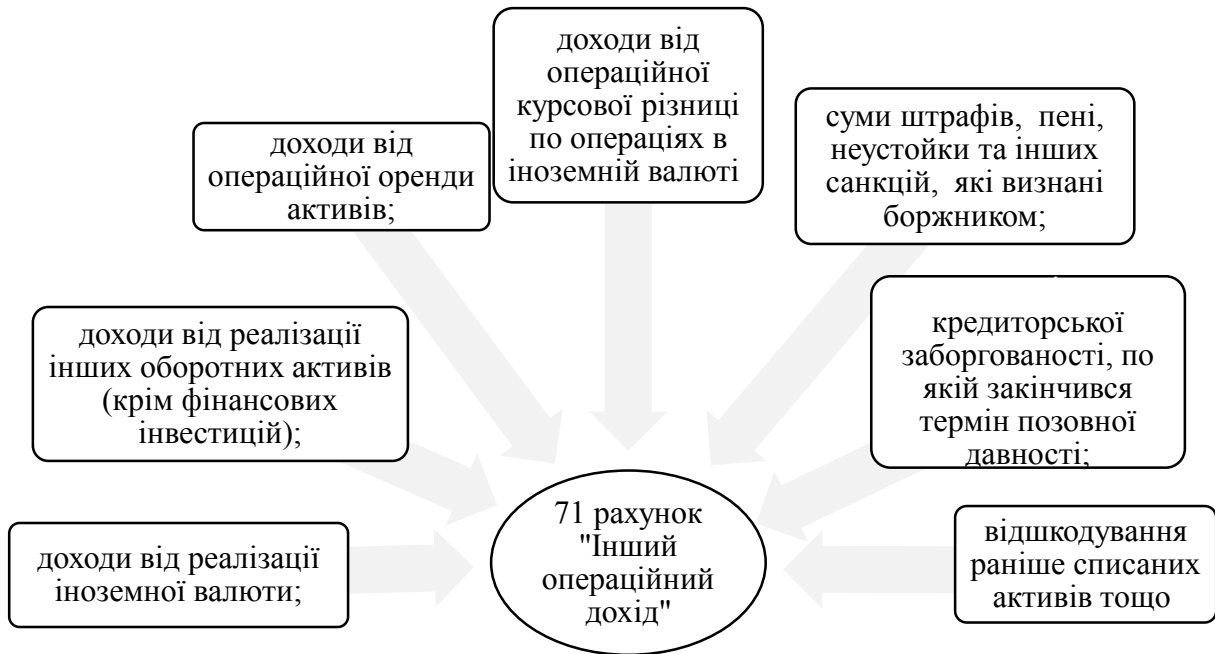 доходи від
операційної
курсової різниці
по операціях в
іноземній валюті
доходи від
операційної оренди
активів;
суми штрафів, пені,
неустойки та інших
санкцій, які визнані
боржником;
доходи від реалізації
інших оборотних активів
(крім фінансових
інвестицій);
кредиторської
заборгованості, по
якій закінчився
термін позовної
давності;
доходи від реалізації
іноземної валюти;
71 рахунок
"Інший
операційний
дохід"
відшкодування
раніше списаних
активів тощо